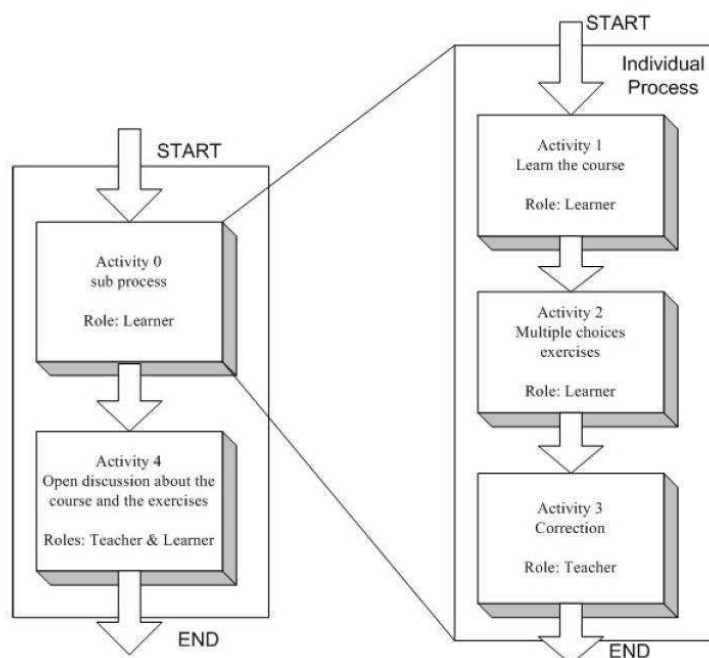 START
Activity 0
sub process
Role: Learner
Activity 4
Open discussion about the
course and the exercises
Roles: Teacher & Learner
END
START
Individual
Process
Activity 1
Learn the course
Role: Learner
Activity 2
Multiple choices
exercises
Role: Learner
Activity 3
Correction
Role: Teacher
END